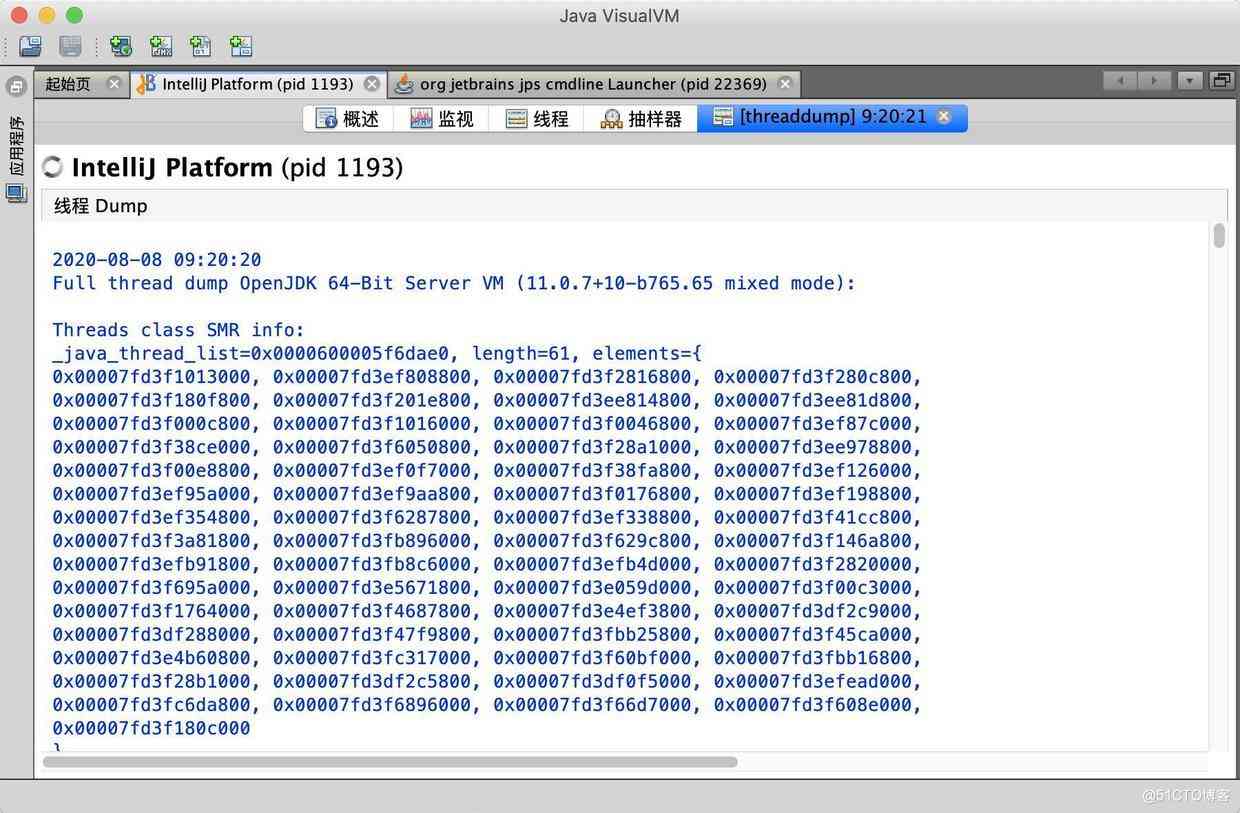 Java VisualVM
起始页
IntelliJ Platform (pid 1193)
org jetbrains jps cmdline Launcher (pid 22369)
应用程序
概述
监视
线程
抽样器
[threaddump] 9:20:21
IntelliJ Platform (pid 1193)
线程 Dump
2020-08-08 09:20:20
Full thread dump OpenJDK 64-Bit Server VM (11.0.7+10-b765.65 mixed mode):
Threads class SMR info:
_java_thread_list=0x0000600005f6dae0, length=61, elements={
0x00007fd3f1013000, 0x00007fd3ef808800, 0x00007fd3f2816800, 0x00007fd3f280c800,
0x00007fd3f180f800, 0x00007fd3f201e800, 0x00007fd3ee814800, 0x00007fd3ee81d800,
0x00007fd3f000c800, 0x00007fd3f1016000, 0x00007fd3f0046800, 0x00007fd3ef87c000,
0x00007fd3f38ce000, 0x00007fd3f6050800, 0x00007fd3f28a1000, 0x00007fd3ee978800,
0x00007fd3f00e8800, 0x00007fd3ef0f7000, 0x00007fd3f38fa800, 0x00007fd3ef126000,
0x00007fd3ef95a000, 0x00007fd3ef9aa800, 0x00007fd3f0176800, 0x00007fd3ef198800,
0x00007fd3ef354800, 0x00007fd3f6287800, 0x00007fd3ef338800, 0x00007fd3f41cc800,
0x00007fd3f3a81800, 0x00007fd3fb896000, 0x00007fd3f629c800, 0x00007fd3f146a800,
0x00007fd3efb91800, 0x00007fd3fb8c6000, 0x00007fd3efb4d000, 0x00007fd3f2820000,
0x00007fd3f695a000, 0x00007fd3e5671800, 0x00007fd3e059d000, 0x00007fd3f00c3000,
0x00007fd3f1764000, 0x00007fd3f4687800, 0x00007fd3e4ef3800, 0x00007fd3df2c9000,
0x00007fd3df288000, 0x00007fd3f47f9800, 0x00007fd3fbb25800, 0x00007fd3f45ca000,
0x00007fd3e4b60800, 0x00007fd3fc317000, 0x00007fd3f60bf000, 0x00007fd3fbb16800,
0x00007fd3f28b1000, 0x00007fd3df2c5800, 0x00007fd3df0f5000, 0x00007fd3efead000,
0x00007fd3fc6da800, 0x00007fd3f6896000, 0x00007fd3f66d7000, 0x00007fd3f608e000,
0x00007fd3f180c000
}
@51CTO博客